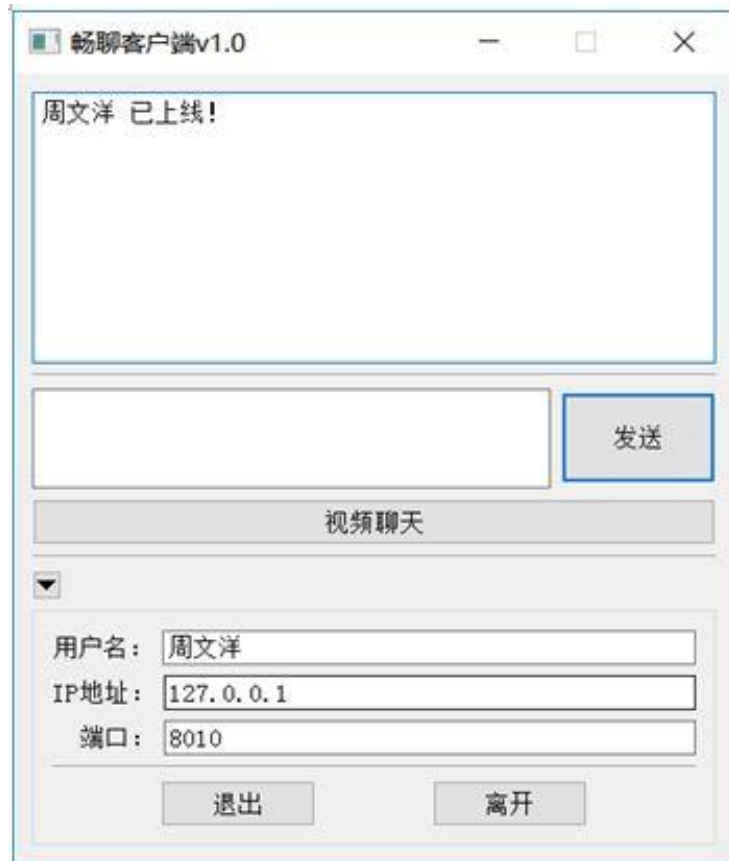 畅聊客户端v1.0
周文洋 已上线!
发送
视频聊天
用户名: 周文洋
IP地址: 127.0.0.1
端口: 8010
退出 离开